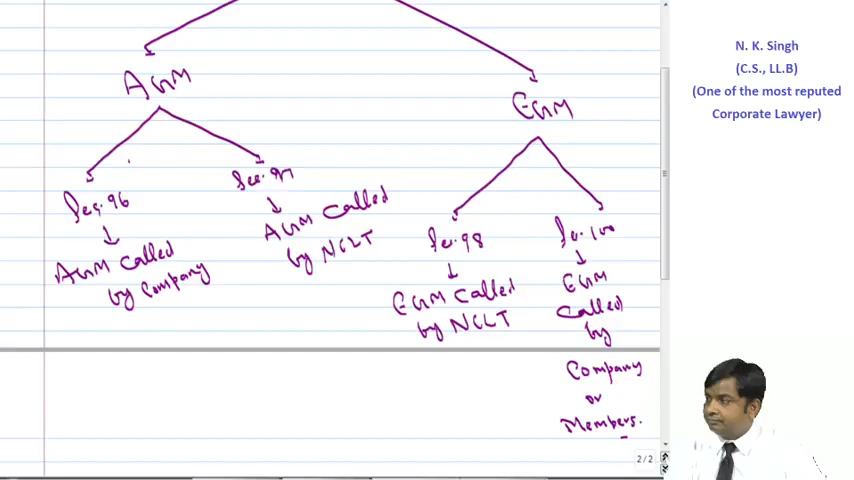 N. K. Singh
(C.S., LL.B)
(One of the most reputed
Corporate Lawyer)
AGM
EGM
Sec. 96
AGM called
by Company
Sec. 97
AGM called
by NCLT
Sec. 98
EGM called
by NCLT
Sec. 100
EGM
called
by
Company
or
Members.
2/2